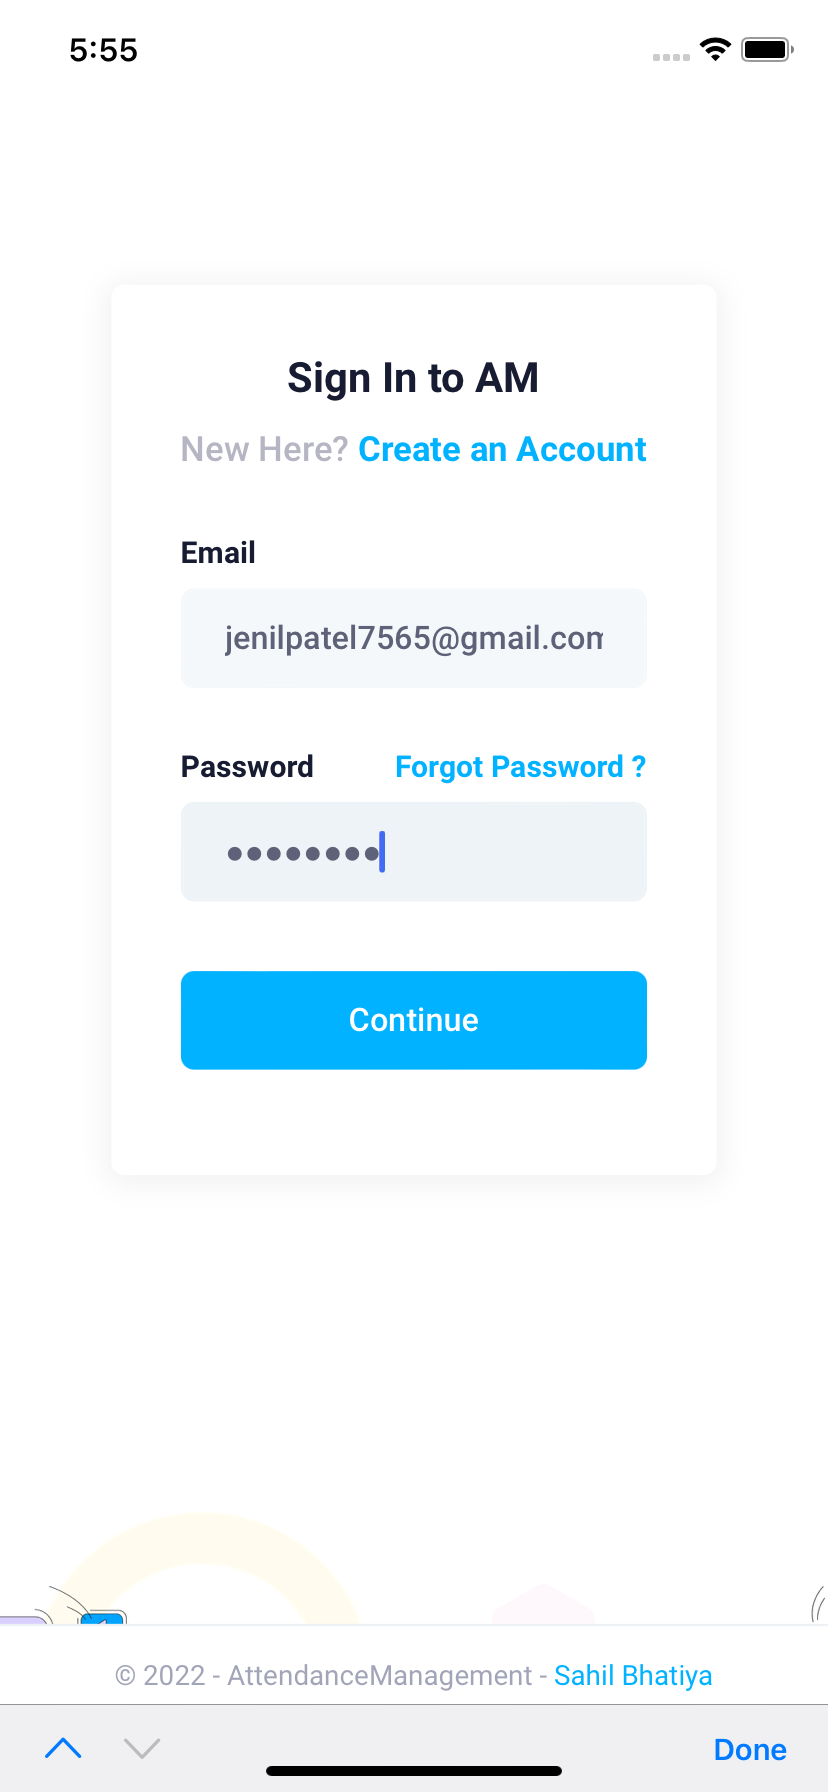 5:55
Sign In to AM
New Here? Create an Account
Email
jenilpatel7565@gmail.com
Password Forgot Password ?
••••••••
Continue
© 2022 - AttendanceManagement - Sahil Bhatiya
Done